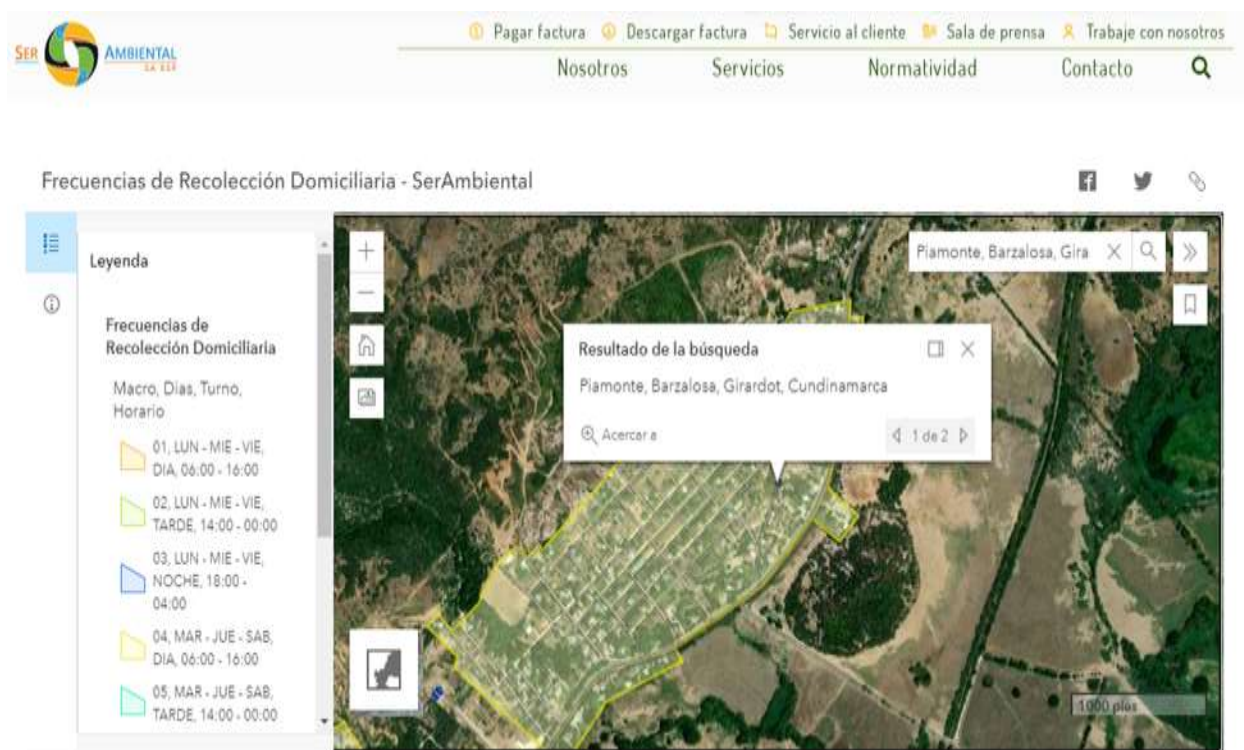 Pagar factura Descargar factura Servicio al cliente Sala de prensa Trabaje con nosotros
SER AMBIENTAL
SA ESP
Nosotros Servicios Normatividad Contacto
Frecuencias de Recolección Domiciliaria - SerAmbiental
Leyenda
Frecuencias de
Recolección Domiciliaria
Macro, Dias, Turno,
Horario
01, LUN - MIE - VIE,
DIA, 06:00 - 16:00
02, LUN - MIE - VIE,
TARDE, 14:00 - 00:00
03, LUN - MIE - VIE,
NOCHE, 18:00 -
04:00
04, MAR - JUE - SAB,
DIA, 06:00 - 16:00
05, MAR - JUE - SAB,
TARDE, 14:00 - 00:00
Piamonte, Barzalosa, Gira
Resultado de la búsqueda
Piamonte, Barzalosa, Girardot, Cundinamarca
Acercar a
1 de 2
1000 pies